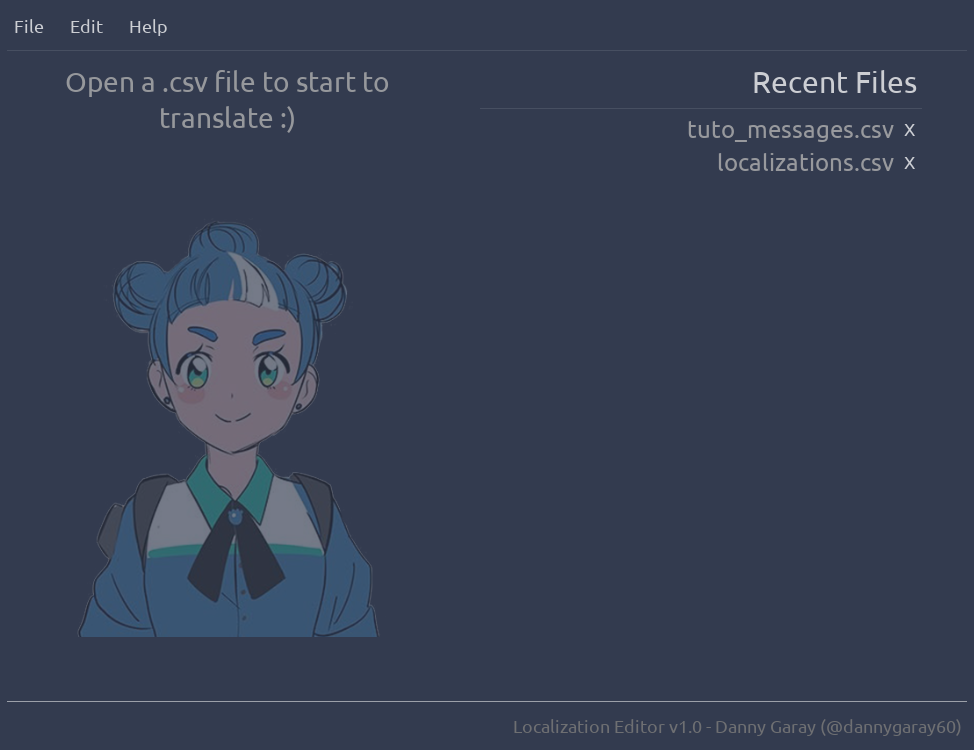 File Edit Help
Open a .csv file to start to
translate :)
Recent Files
tuto_messages.csv X
localizations.csv X
Localization Editor v1.0 - Danny Garay (@dannygaray60)